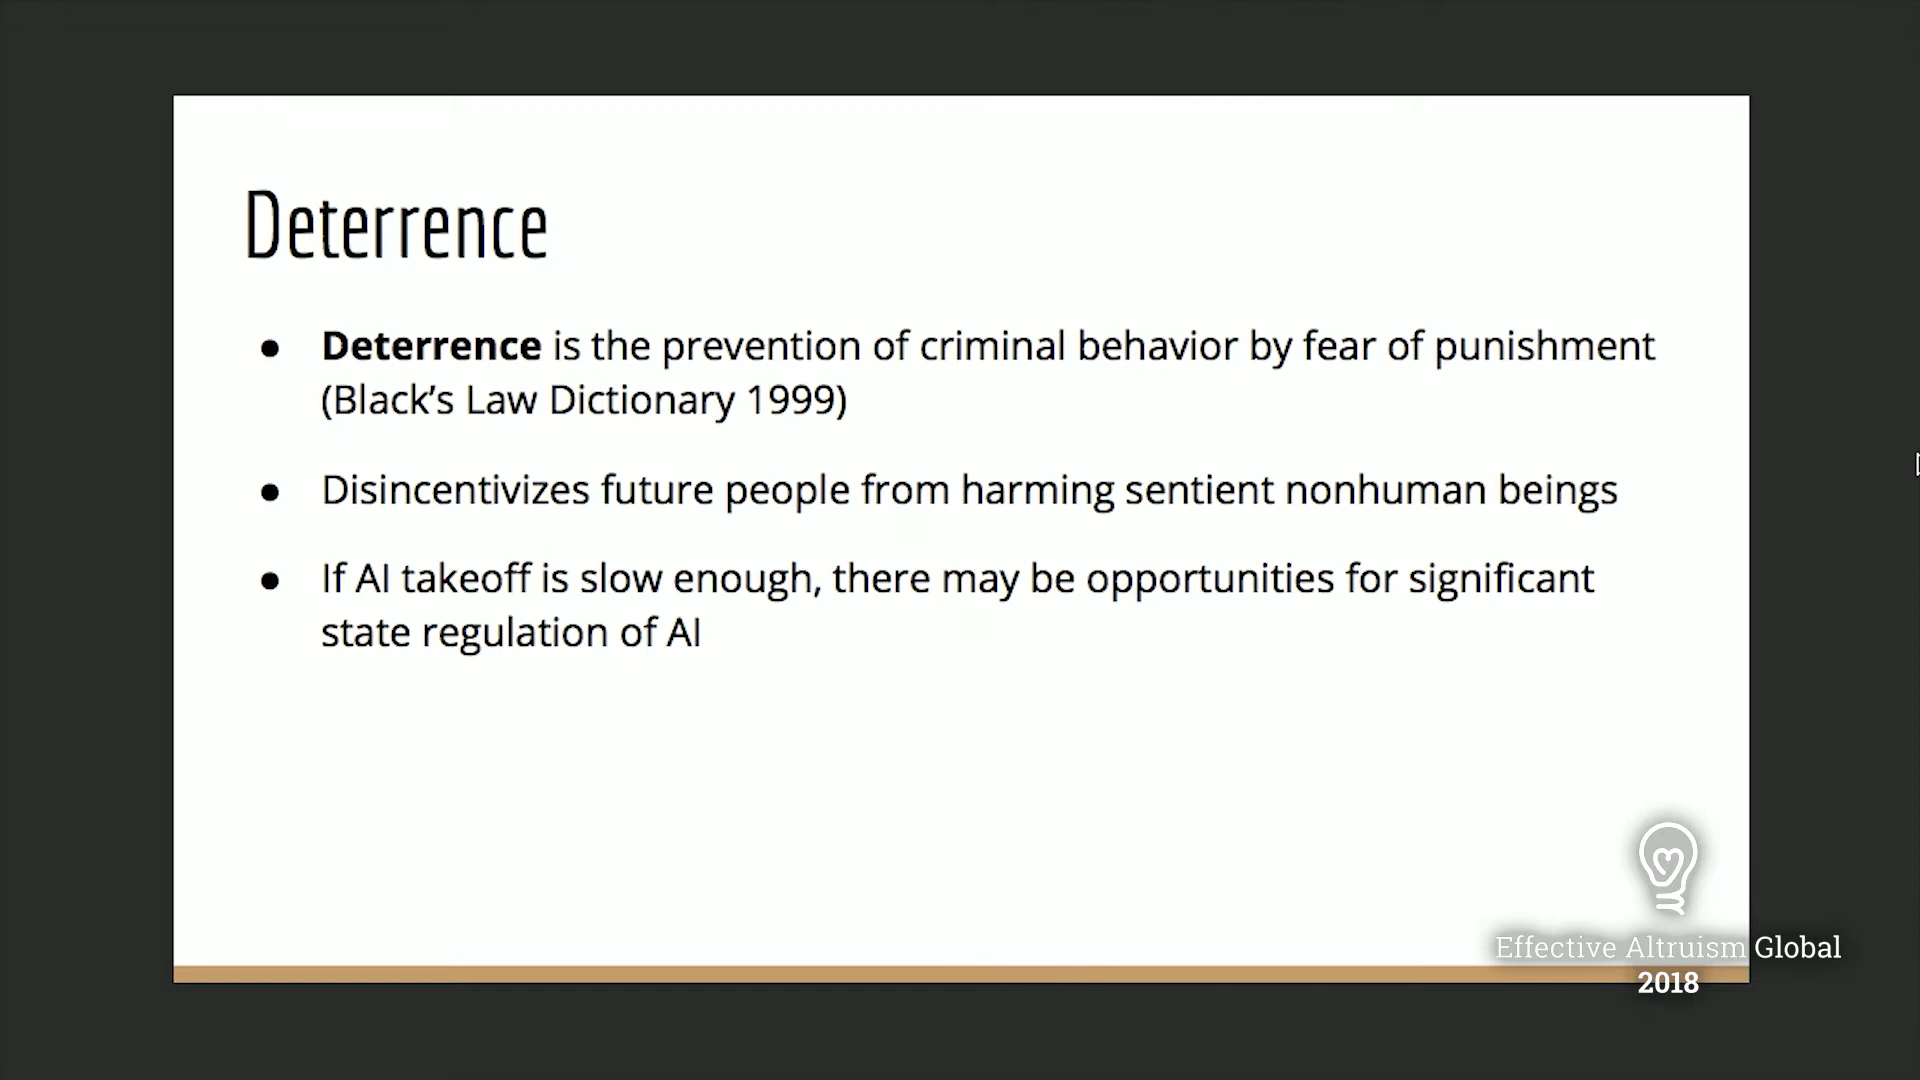 Deterrence
● Deterrence is the prevention of criminal behavior by fear of punishment
(Black’s Law Dictionary 1999)
● Disincentivizes future people from harming sentient nonhuman beings
● If AI takeoff is slow enough, there may be opportunities for significant
state regulation of AI
Effective Altruism Global
2018